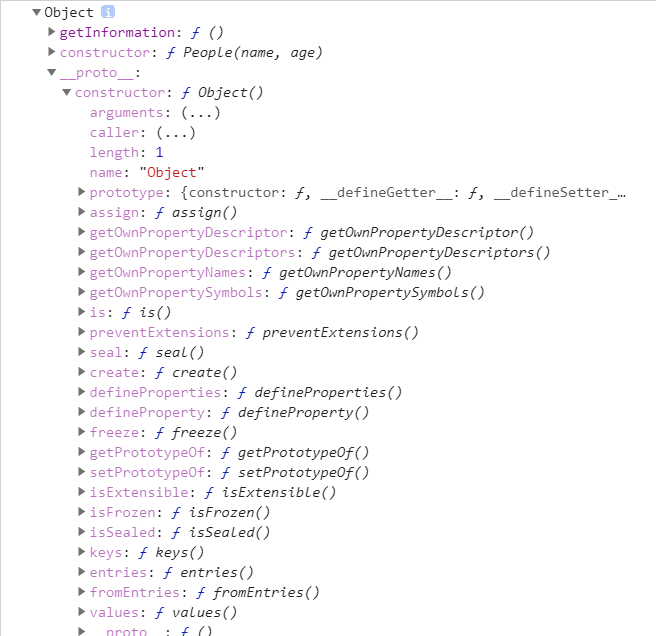 Object i
getInformation: ƒ ()
constructor: ƒ People(name, age)
__proto__:
constructor: ƒ Object()
arguments: (...)
caller: (...)
length: 1
name: "Object"
prototype: {constructor: ƒ, __defineGetter__: ƒ, __defineSetter_…
assign: ƒ assign()
getOwnPropertyDescriptor: ƒ getOwnPropertyDescriptor()
getOwnPropertyDescriptors: ƒ getOwnPropertyDescriptors()
getOwnPropertyNames: ƒ getOwnPropertyNames()
getOwnPropertySymbols: ƒ getOwnPropertySymbols()
is: ƒ is()
preventExtensions: ƒ preventExtensions()
seal: ƒ seal()
create: ƒ create()
defineProperties: ƒ defineProperties()
defineProperty: ƒ defineProperty()
freeze: ƒ freeze()
getPrototypeOf: ƒ getPrototypeOf()
setPrototypeOf: ƒ setPrototypeOf()
isExtensible: ƒ isExtensible()
isFrozen: ƒ isFrozen()
isSealed: ƒ isSealed()
keys: ƒ keys()
entries: ƒ entries()
fromEntries: ƒ fromEntries()
values: ƒ values()
__proto__: ƒ ()